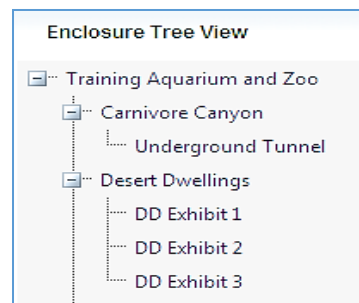 Enclosure Tree View
Training Aquarium and Zoo
Carnivore Canyon
Underground Tunnel
Desert Dwellings
DD Exhibit 1
DD Exhibit 2
DD Exhibit 3